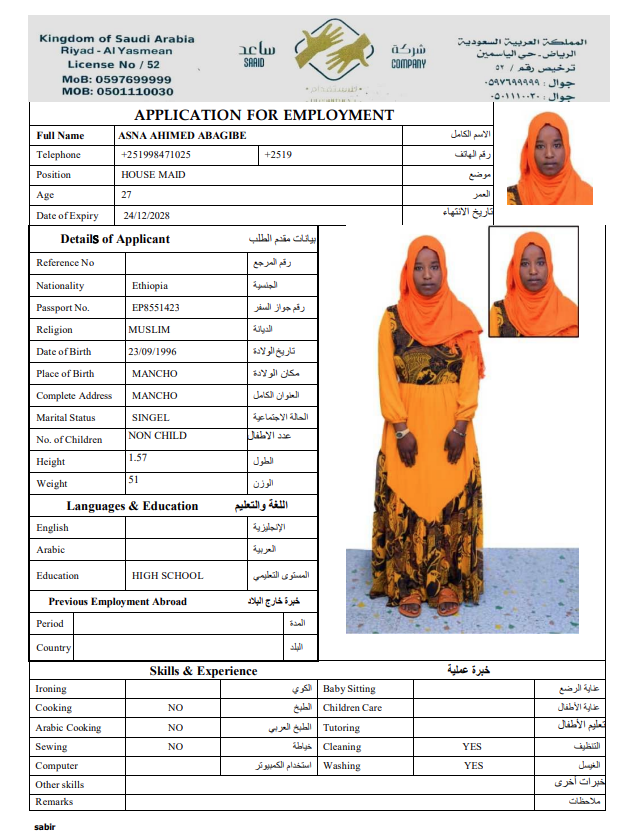 Kingdom of Saudi Arabia
Riyadh - Al Yasmean
License No / 52
MoB: 0597699999
MOB: 0501110030
ساعد
SAAID
شركة
COMPANY
للاستقدام
المملكة العربية السعودية
الرياض - حي الياسمين
ترخيص رقم / ٥٢
جوال : ٠٥٩٧٦٩٩٩٩٩
جوال : ٠٥٠١١١٠٠٣٠
APPLICATION FOR EMPLOYMENT
Full Name ASNA AHIMED ABAGIBE الاسم الكامل
Telephone +251998471025 +2519 رقم الهاتف
Position HOUSE MAID موضع
Age 27 العمر
Date of Expiry 24/12/2028 تاريخ الانتهاء
Details of Applicant بيانات مقدم الطلب
Reference No رقم المرجع
Nationality Ethiopia الجنسية
Passport No. EP8551423 رقم جواز السفر
Religion MUSLIM الديانة
Date of Birth 23/09/1996 تاريخ الولادة
Place of Birth MANCHO مكان الولادة
Complete Address MANCHO العنوان الكامل
Marital Status SINGEL الحالة الاجتماعية
No. of Children NON CHILD عدد الاطفال
Height 1.57 الطول
Weight 51 الوزن
Languages & Education اللغة والتعليم
English الإنجليزية
Arabic العربية
Education HIGH SCHOOL المستوى التعليمي
Previous Employment Abroad خبرة خارج البلاد
Period المدة
Country البلد
Skills & Experience خبرة عملية
Ironing الكوي Baby Sitting عناية الرضع
Cooking NO الطبخ Children Care عناية الأطفال
Arabic Cooking NO الطبخ العربي Tutoring تعليم الأطفال
Sewing NO خياطة Cleaning YES التنظيف
Computer استخدام الكمبيوتر Washing YES الغسيل
Other skills خبرات أخرى
Remarks ملاحظات
sabir